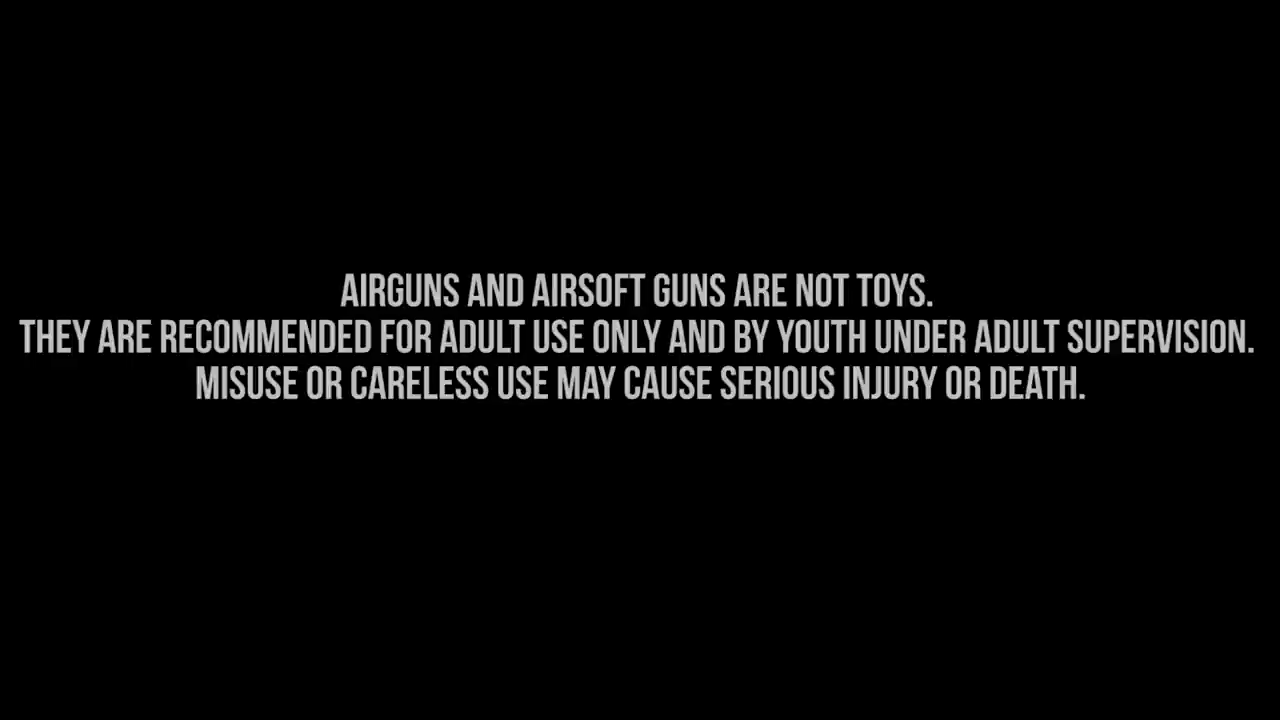 AIRGUNS AND AIRSOFT GUNS ARE NOT TOYS.
THEY ARE RECOMMENDED FOR ADULT USE ONLY AND BY YOUTH UNDER ADULT SUPERVISION.
MISUSE OR CARELESS USE MAY CAUSE SERIOUS INJURY OR DEATH.